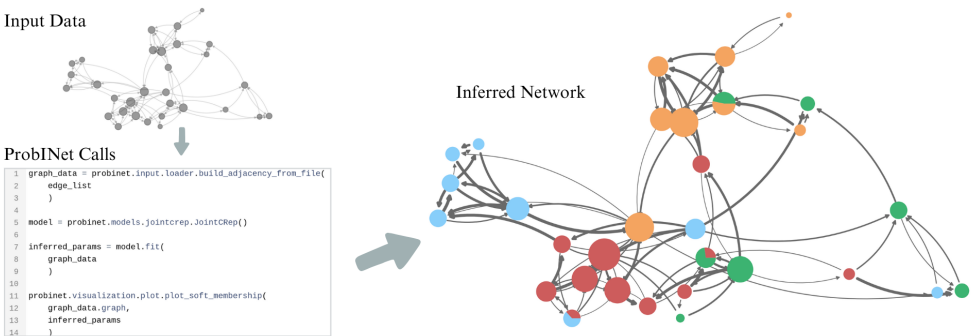 Input Data
Inferred Network
ProbINet Calls
1 graph_data = probinet.input.loader.build_adjacency_from_file(
2 edge_list
3 )
4
5 model = probinet.models.jointcrep.JointCRep()
6
7 inferred_params = model.fit(
8 graph_data
9 )
10
11 probinet.visualization.plot.plot_soft_membership(
12 graph_data.graph,
13 inferred_params
14 )